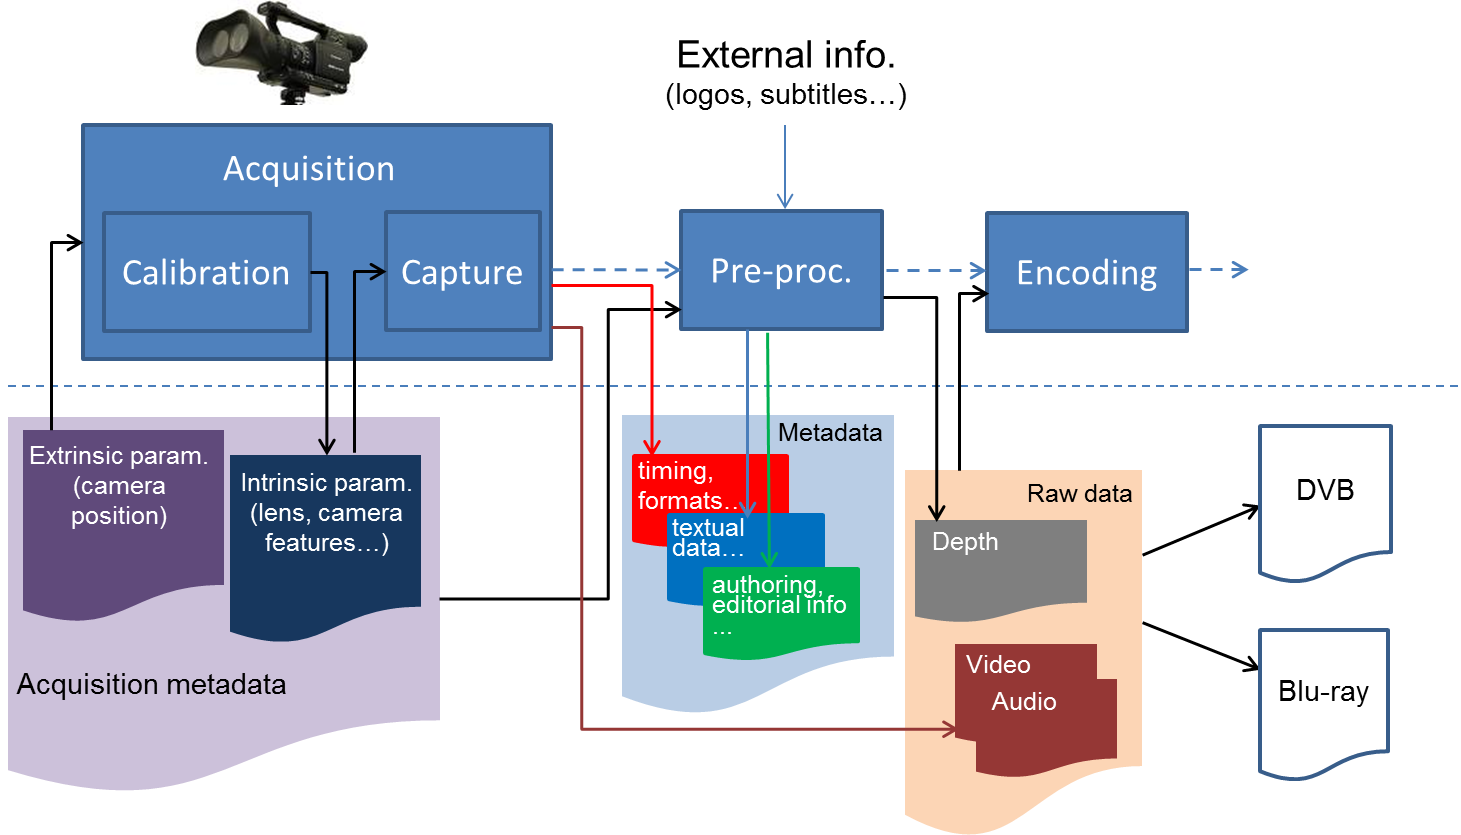 External info.
(logos, subtitles…)
Acquisition
Calibration
Capture
Pre-proc.
Encoding
Extrinsic param.
(camera
position)
Intrinsic param.
(lens, camera
features…)
Acquisition metadata
Metadata
timing,
formats…
textual
data…
authoring,
editorial info
…
Raw data
Depth
Video
Audio
DVB
Blu-ray